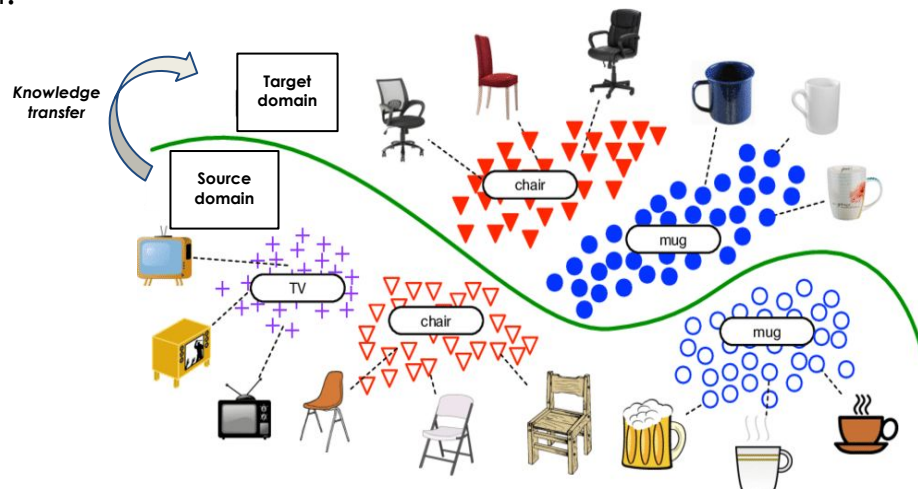 Knowledge
transfer
Target
domain
Source
domain
chair
mug
TV
chair
mug